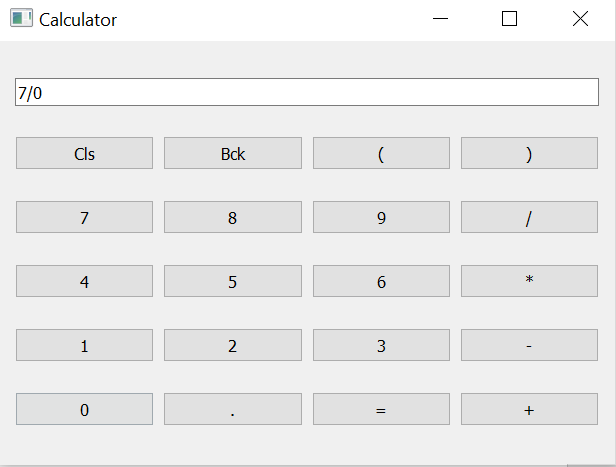 Calculator
7/0
Cls Bck ( )
7 8 9 /
4 5 6 *
1 2 3 -
0 . = +